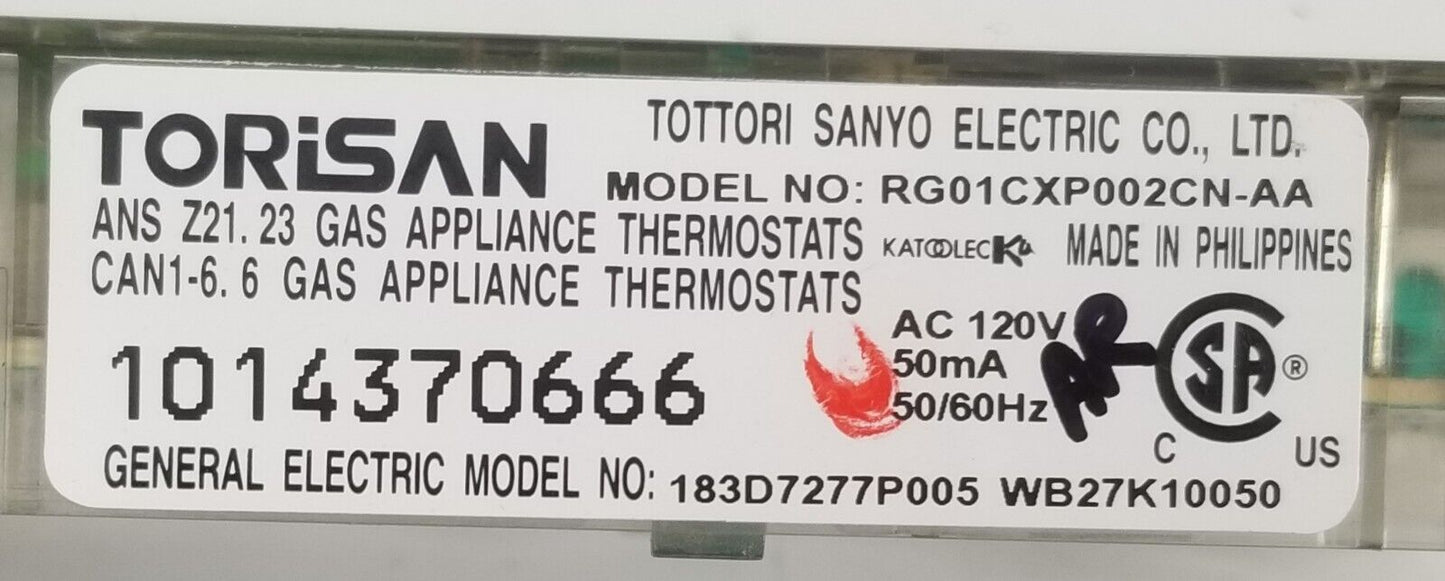 TORiSAN
TOTTORI SANYO ELECTRIC CO., LTD.
MODEL NO: RG01CXP002CN-AA
ANS Z21.23 GAS APPLIANCE THERMOSTATS
KATOOLEC
MADE IN PHILIPPINES
CAN1-6.6 GAS APPLIANCE THERMOSTATS
AC 120V
50mA
50/60Hz
1014370666
SA ®
C US
GENERAL ELECTRIC MODEL NO: 183D7277P005 WB27K10050